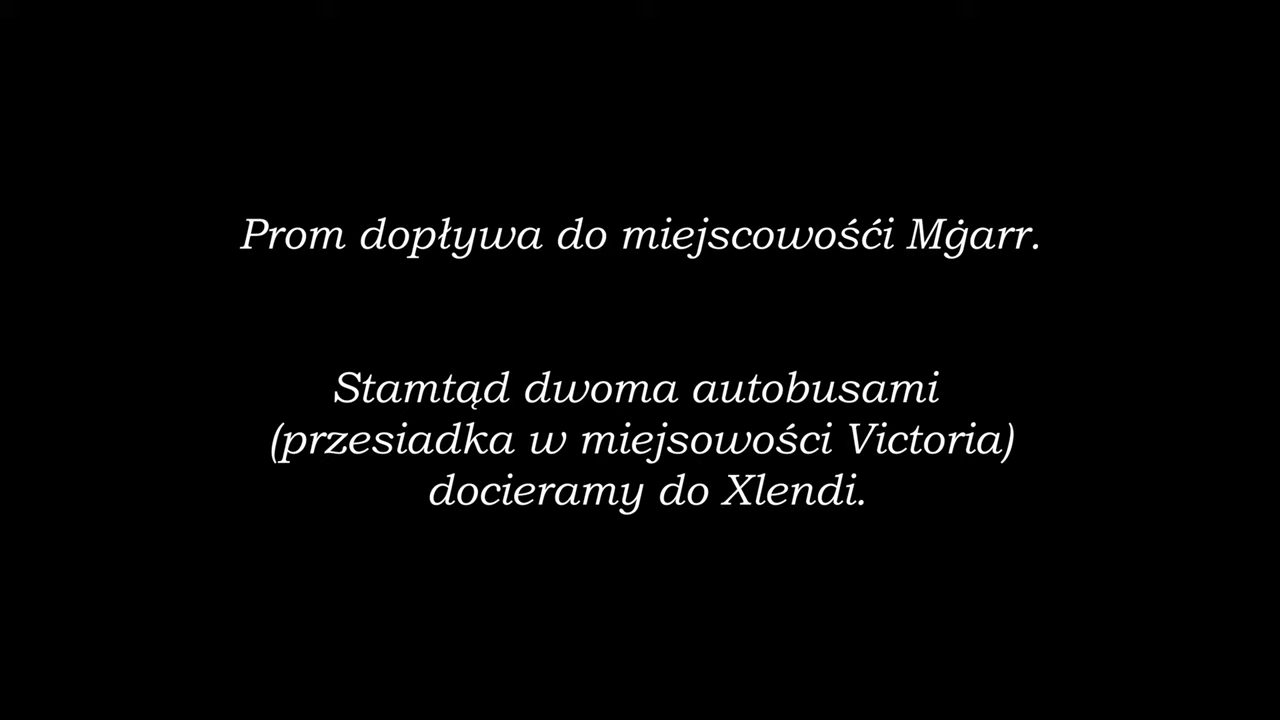 Prom dopływa do miejscowośći Mġarr.
Stamtąd dwoma autobusami
(przesiadka w miejsowości Victoria)
docieramy do Xlendi.